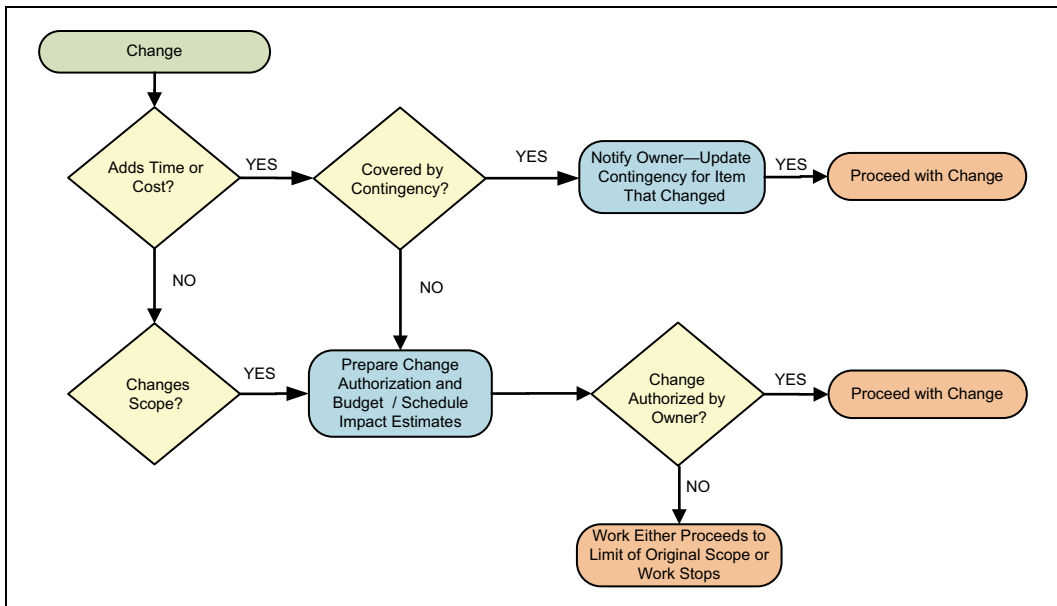 Change
Adds Time or
Cost?
YES
Covered by
Contingency?
YES
Notify Owner—Update
Contingency for Item
That Changed
YES
Proceed with Change
NO
NO
Changes
Scope?
YES
Prepare Change
Authorization and
Budget / Schedule
Impact Estimates
Change
Authorized by
Owner?
YES
Proceed with Change
NO
Work Either Proceeds to
Limit of Original Scope or
Work Stops